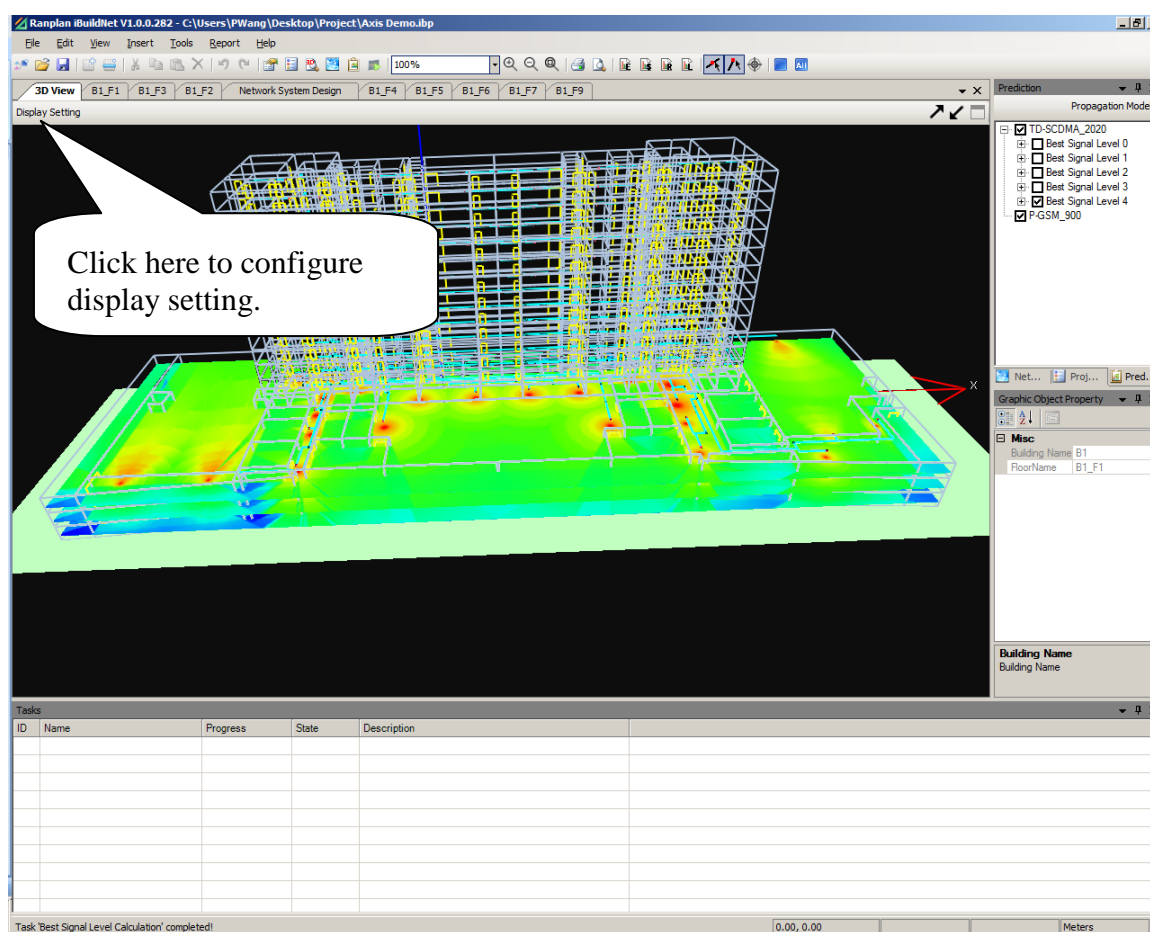 Ranplan iBuildNet V1.0.0.282 - C:\Users\PWang\Desktop\Project\Axis Demo.ibp
File Edit View Insert Tools Report Help
100%
3D View B1_F1 B1_F3 B1_F2 Network System Design B1_F4 B1_F5 B1_F6 B1_F7 B1_F9
Display Setting
Click here to configure
display setting.
X
Prediction
Propagation Mode
TD-SCDMA_2020
Best Signal Level 0
Best Signal Level 1
Best Signal Level 2
Best Signal Level 3
Best Signal Level 4
P-GSM_900
Net... Proj... Pred...
Graphic Object Property
Misc
Building Name B1
FloorName B1_F1
Building Name
Building Name
Tasks
ID Name Progress State Description
Task 'Best Signal Level Calculation' completed!
0.00, 0.00 Meters